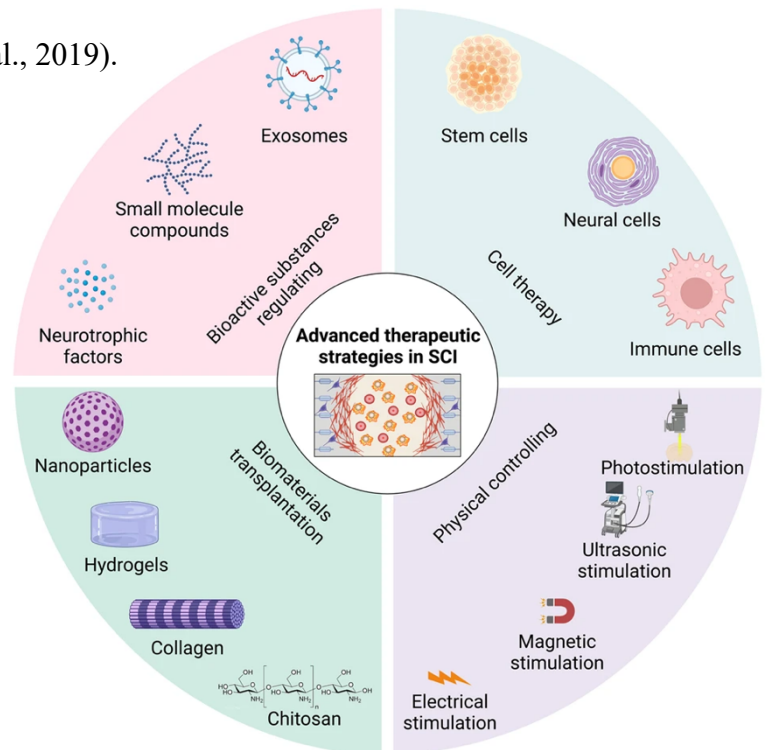 al., 2019).
Exosomes
Small molecule
compounds
Neurotrophic
factors
Bioactive substances
regulating
Stem cells
Neural cells
Immune cells
Cell therapy
Advanced therapeutic
strategies in SCI
Nanoparticles
Hydrogels
Collagen
Chitosan
Biomaterials
transplantation
Photostimulation
Ultrasonic
stimulation
Magnetic
stimulation
Electrical
stimulation
Physical controlling